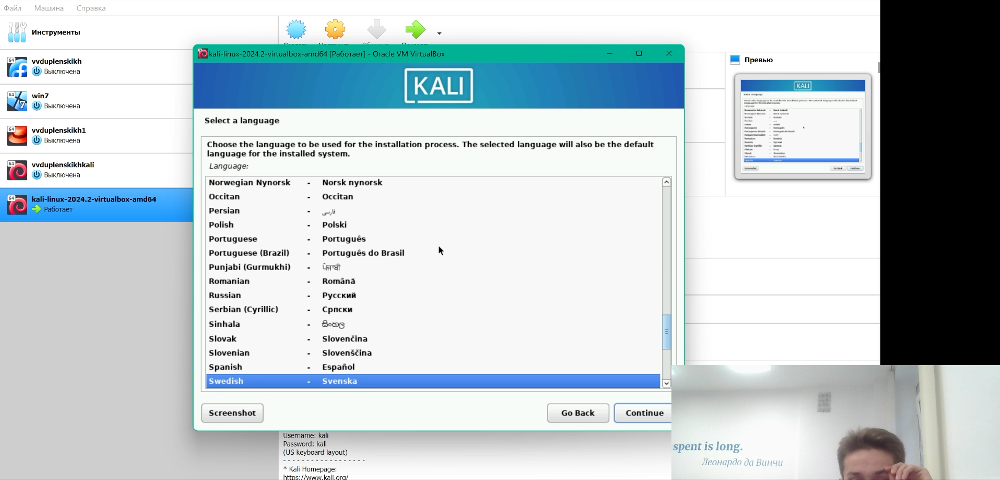 Файл Машина Справка
Инструменты
64
vvduplenskikh
Выключена
64
win7
Выключена
64
vvduplenskikh1
Выключена
64
vvduplenskikhkali
Выключена
64
kali-linux-2024.2-virtualbox-amd64
Работает
kali-linux-2024.2-virtualbox-amd64 [Работает] - Oracle VM VirtualBox
KALI
Select a language
Choose the language to be used for the installation process. The selected language will also be the default
language for the installed system.
Language:
Norwegian Nynorsk - Norsk nynorsk
Occitan - Occitan
Persian - فارسی
Polish - Polski
Portuguese - Português
Portuguese (Brazil) - Português do Brasil
Punjabi (Gurmukhi) - ਪੰਜਾਬੀ
Romanian - Română
Russian - Русский
Serbian (Cyrillic) - Српски
Sinhala - සිංහල
Slovak - Slovenčina
Slovenian - Slovenščina
Spanish - Español
Swedish - Svenska
Screenshot Go Back Continue
Превью
KALI
Username: kali
Password: kali
(US keyboard layout)
- - - - - - - - - - - - - - - - - -
* Kali Homepage:
https://www.kali.org/
spent is long.
Леонардо да Винчи